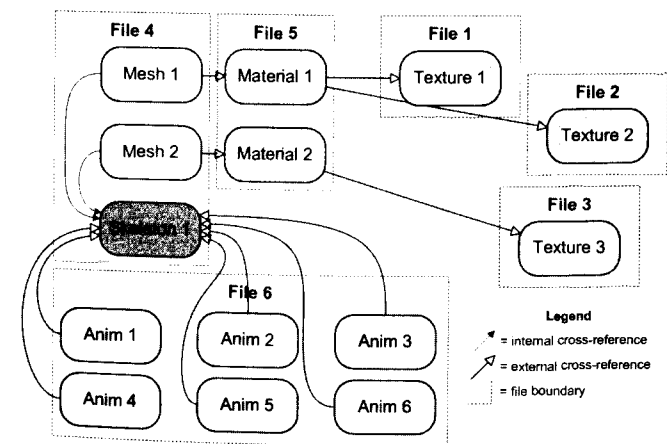 File 4
File 5
File 1
Mesh 1
Material 1
Texture 1
File 2
Texture 2
Mesh 2
Material 2
File 3
Texture 3
Skeleton 1
File 6
Anim 1
Anim 2
Anim 3
Anim 4
Anim 5
Anim 6
Legend
= internal cross-reference
= external cross-reference
= file boundary